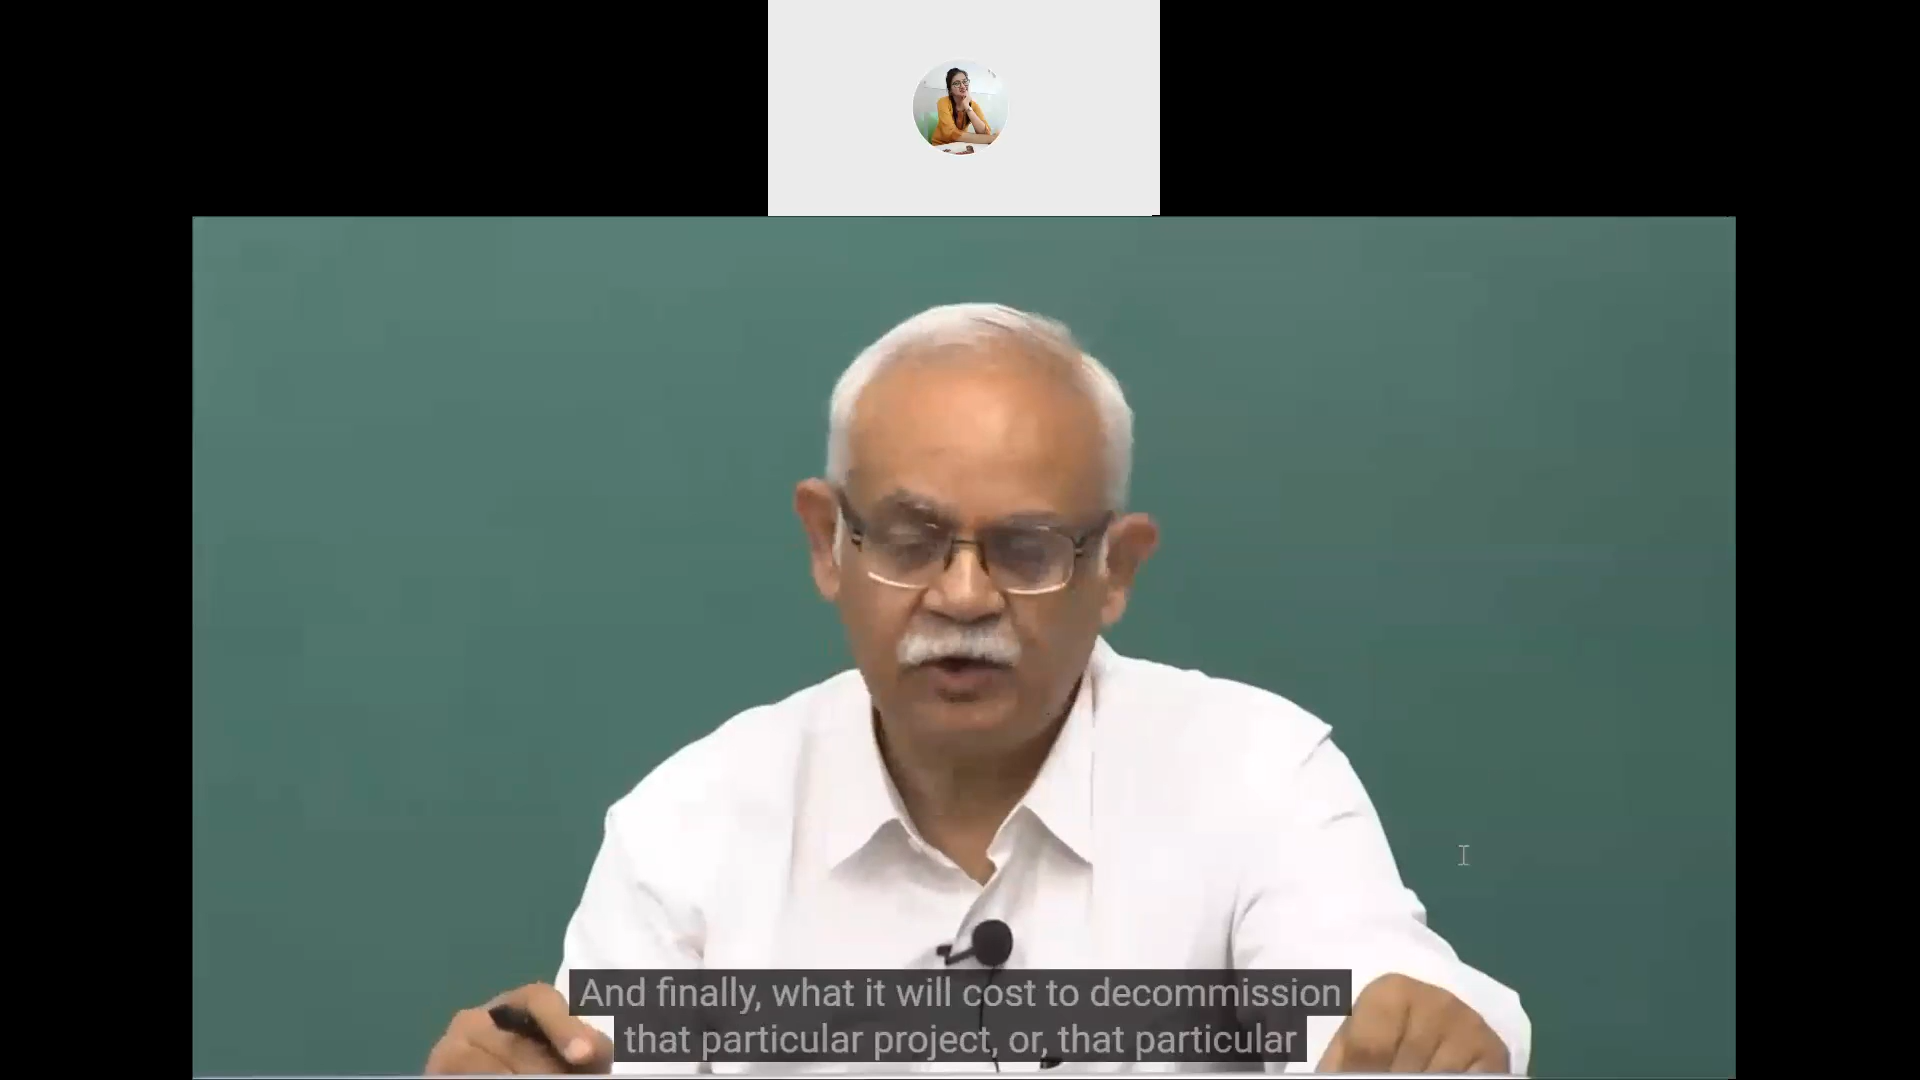 And finally, what it will cost to decommission
that particular project, or, that particular